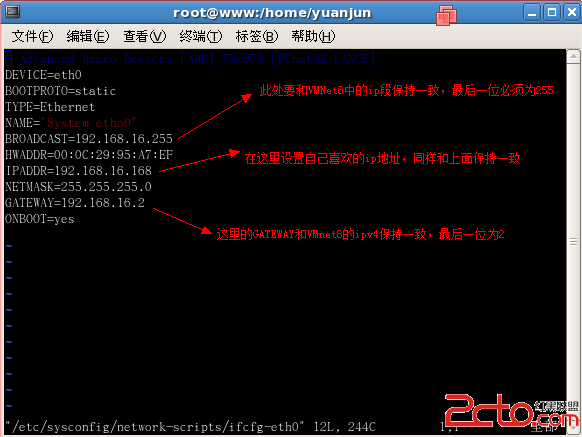 root@www:/home/yuanjun
文件(F) 编辑(E) 查看(V) 终端(T) 标签(B) 帮助(H)
# Advanced Micro Devices [AMD] 79c970 [PCnet32 LANCE]
DEVICE=eth0
BOOTPROTO=static
此处要和VMNet8中的ip段保持一致，最后一位必须为255
TYPE=Ethernet
NAME="System etho0"
BROADCAST=192.168.16.255
HWADDR=00:0C:29:95:A7:EF
在这里设置自己喜欢的ip地址，同样和上面保持一致
IPADDR=192.168.16.168
NETMASK=255.255.255.0
GATEWAY=192.168.16.2
ONBOOT=yes
这里的GATEWAY和VMnet8的ipv4保持一致，最后一位为2
~
~
~
~
~
~
~
~
~
~
~
"/etc/sysconfig/network-scripts/ifcfg-eth0" 12L, 244C 1,1 全部
2cto.com
红黑联盟